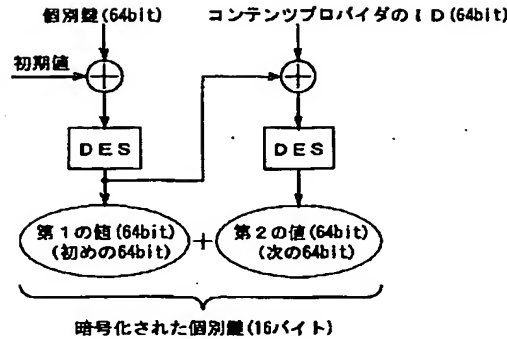 個別鍵(64bit)
コンテンツプロバイダのID(64bit)
初期値
DES
DES
第1の値(64bit)
(初めの64bit)
+
第2の値(64bit)
(次の64bit)
暗号化された個別鍵(16バイト)